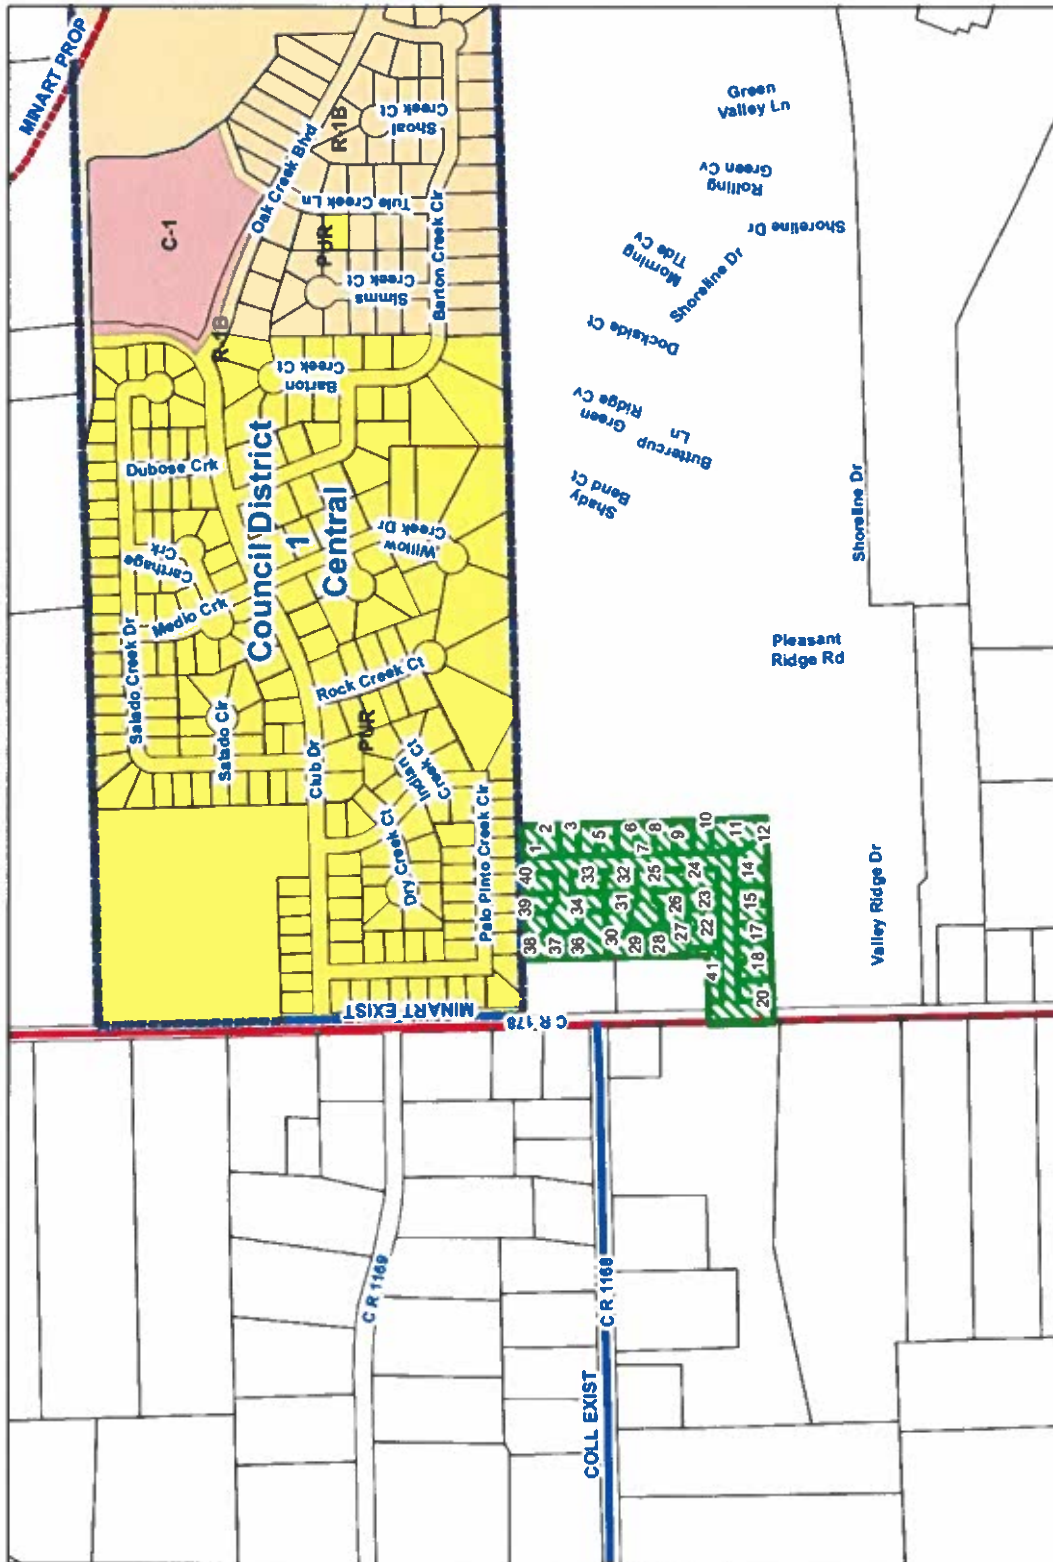 MINART PROP
C-1
Oak Creek Blvd
R-1B
Shoal
Creek Ct
Tule Creek Ln
PUR
Simms
Creek Ct
Barton Creek Cir
R-1B
Barton
Creek Ct
Dubose Crk
Council District
1
Central
Carthage
Crk
Medio Crk
Willow
Creek Dr
Salado Creek Dr
Salado Cir
Rock Creek Ct
PUR
Club Dr
Indian
Creek Ct
Dry Creek Ct
Palo Pinto Creek Cir
MINART EXIST
C R 178
Green
Valley Ln
Rolling
Green Cv
Shoreline Dr
Morning
Tide Cv
Shoreline Dr
Dockside Ct
Green
Ridge Cv
Buttercup
Ln
Shady
Bend Ct
Shoreline Dr
Pleasant
Ridge Rd
Valley Ridge Dr
1
2
3
5
6
7
8
9
10
11
12
14
15
17
18
20
22
23
24
25
26
27
28
29
30
31
32
33
34
36
37
38
39
40
41
C R 1169
C R 1168
COLL EXIST